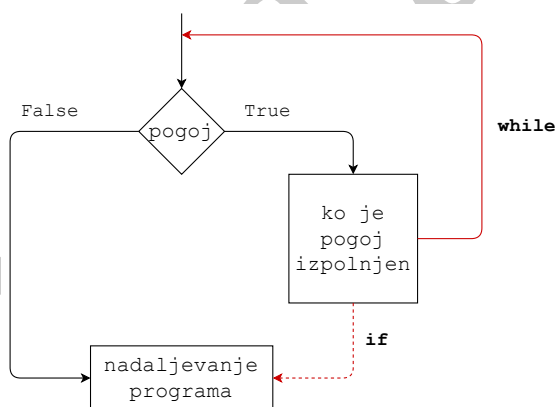 False
True
pogoj
while
ko je
pogoj
izpolnjen
if
nadaljevanje
programa